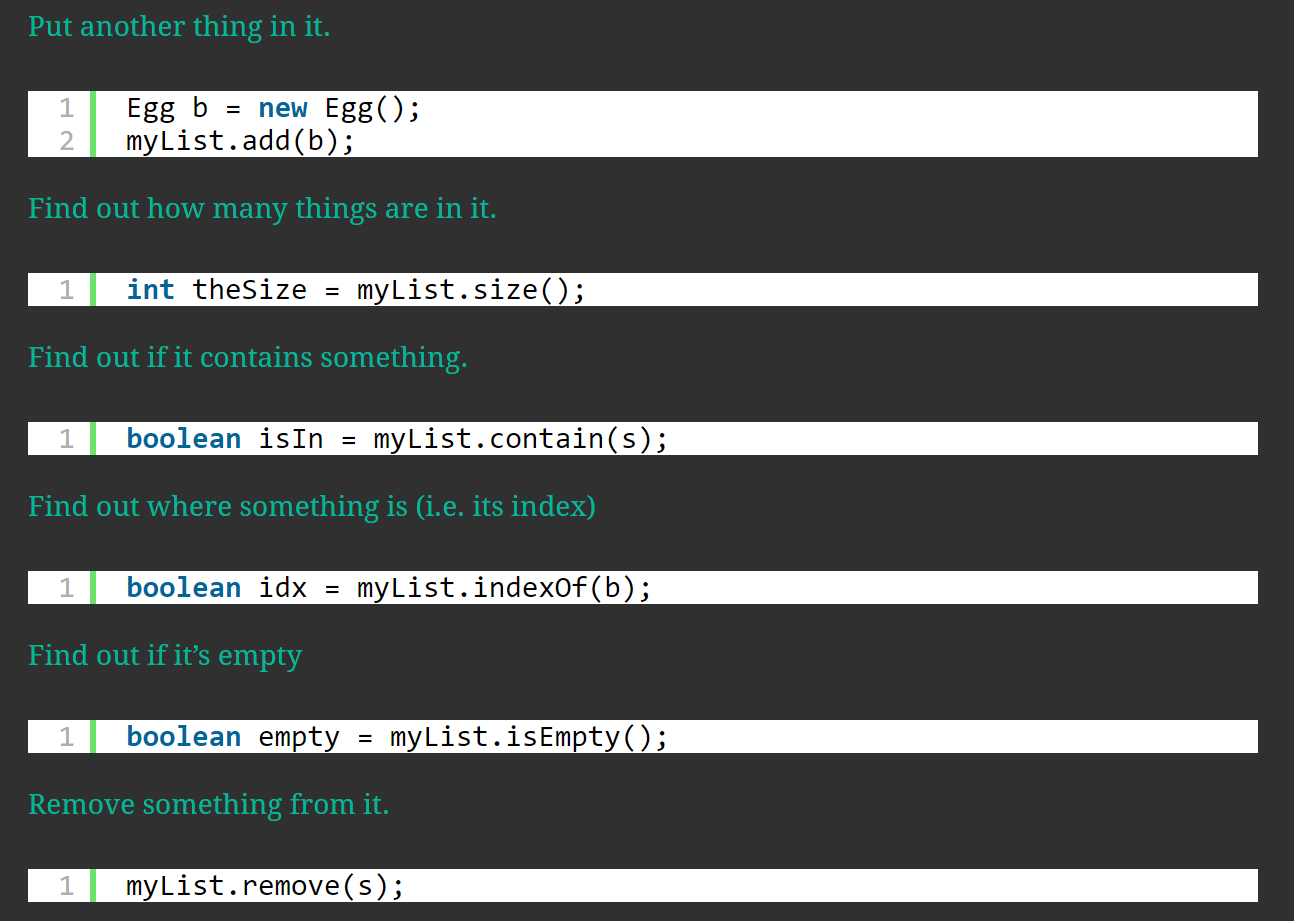 Put another thing in it.
1 Egg b = new Egg();
2 myList.add(b);
Find out how many things are in it.
1 int theSize = myList.size();
Find out if it contains something.
1 boolean isIn = myList.contain(s);
Find out where something is (i.e. its index)
1 boolean idx = myList.indexOf(b);
Find out if it’s empty
1 boolean empty = myList.isEmpty();
Remove something from it.
1 myList.remove(s);